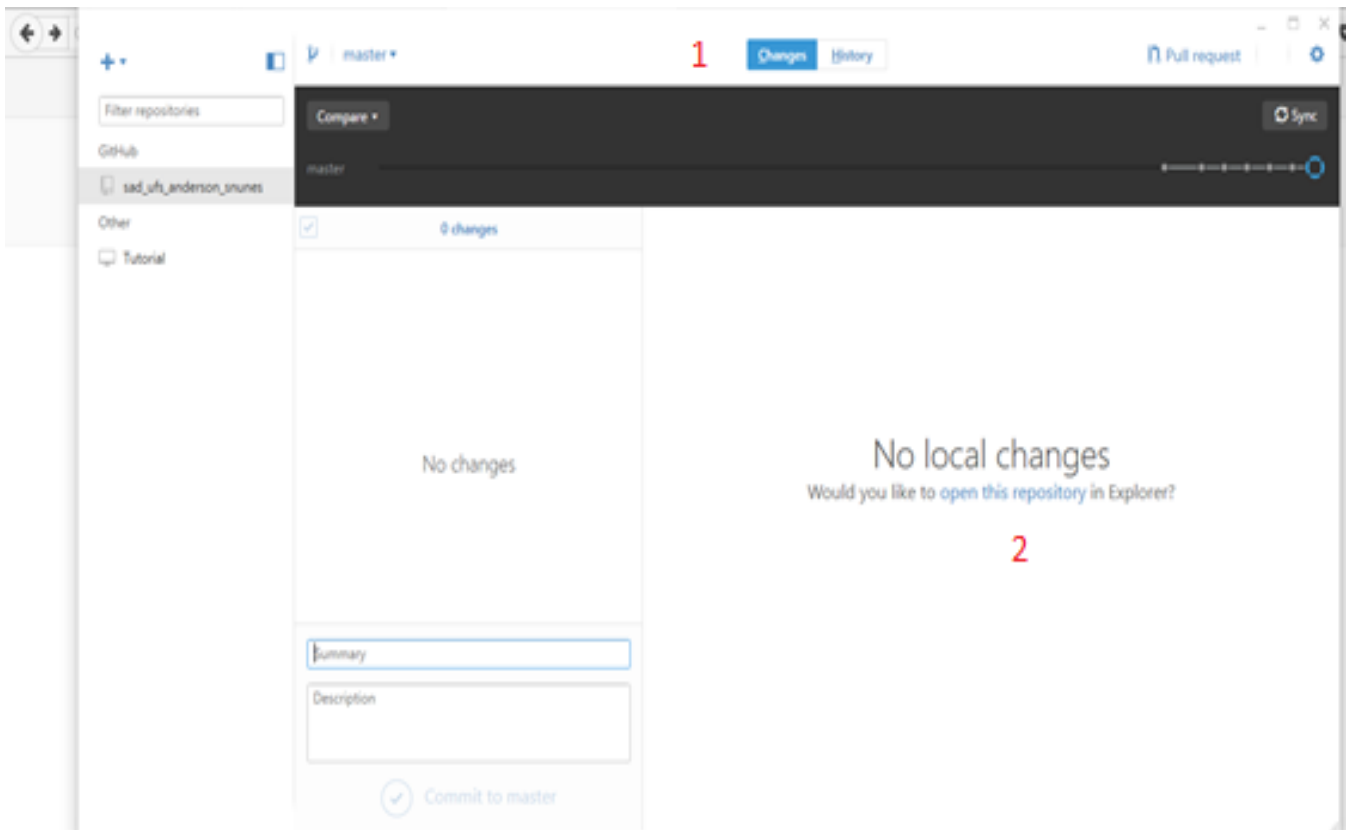 master
1
Changes
History
Pull request
Filter repositories
GitHub
sad_ufs_anderson_snunes
Other
Tutorial
Compare
Sync
master
0 changes
No changes
No local changes
Would you like to open this repository in Explorer?
2
Summary
Description
Commit to master